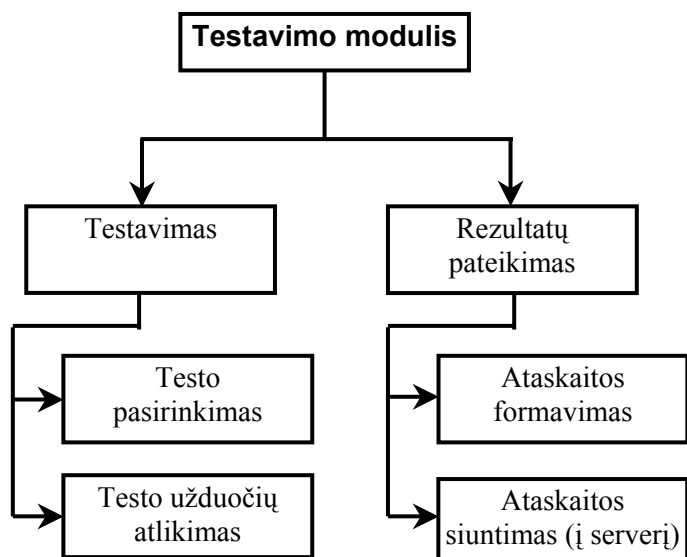 Testavimo modulis
Testavimas
Rezultatų
pateikimas
Testo
pasirinkimas
Ataskaitos
formavimas
Testo užduočių
atlikimas
Ataskaitos
siuntimas (į serverį)